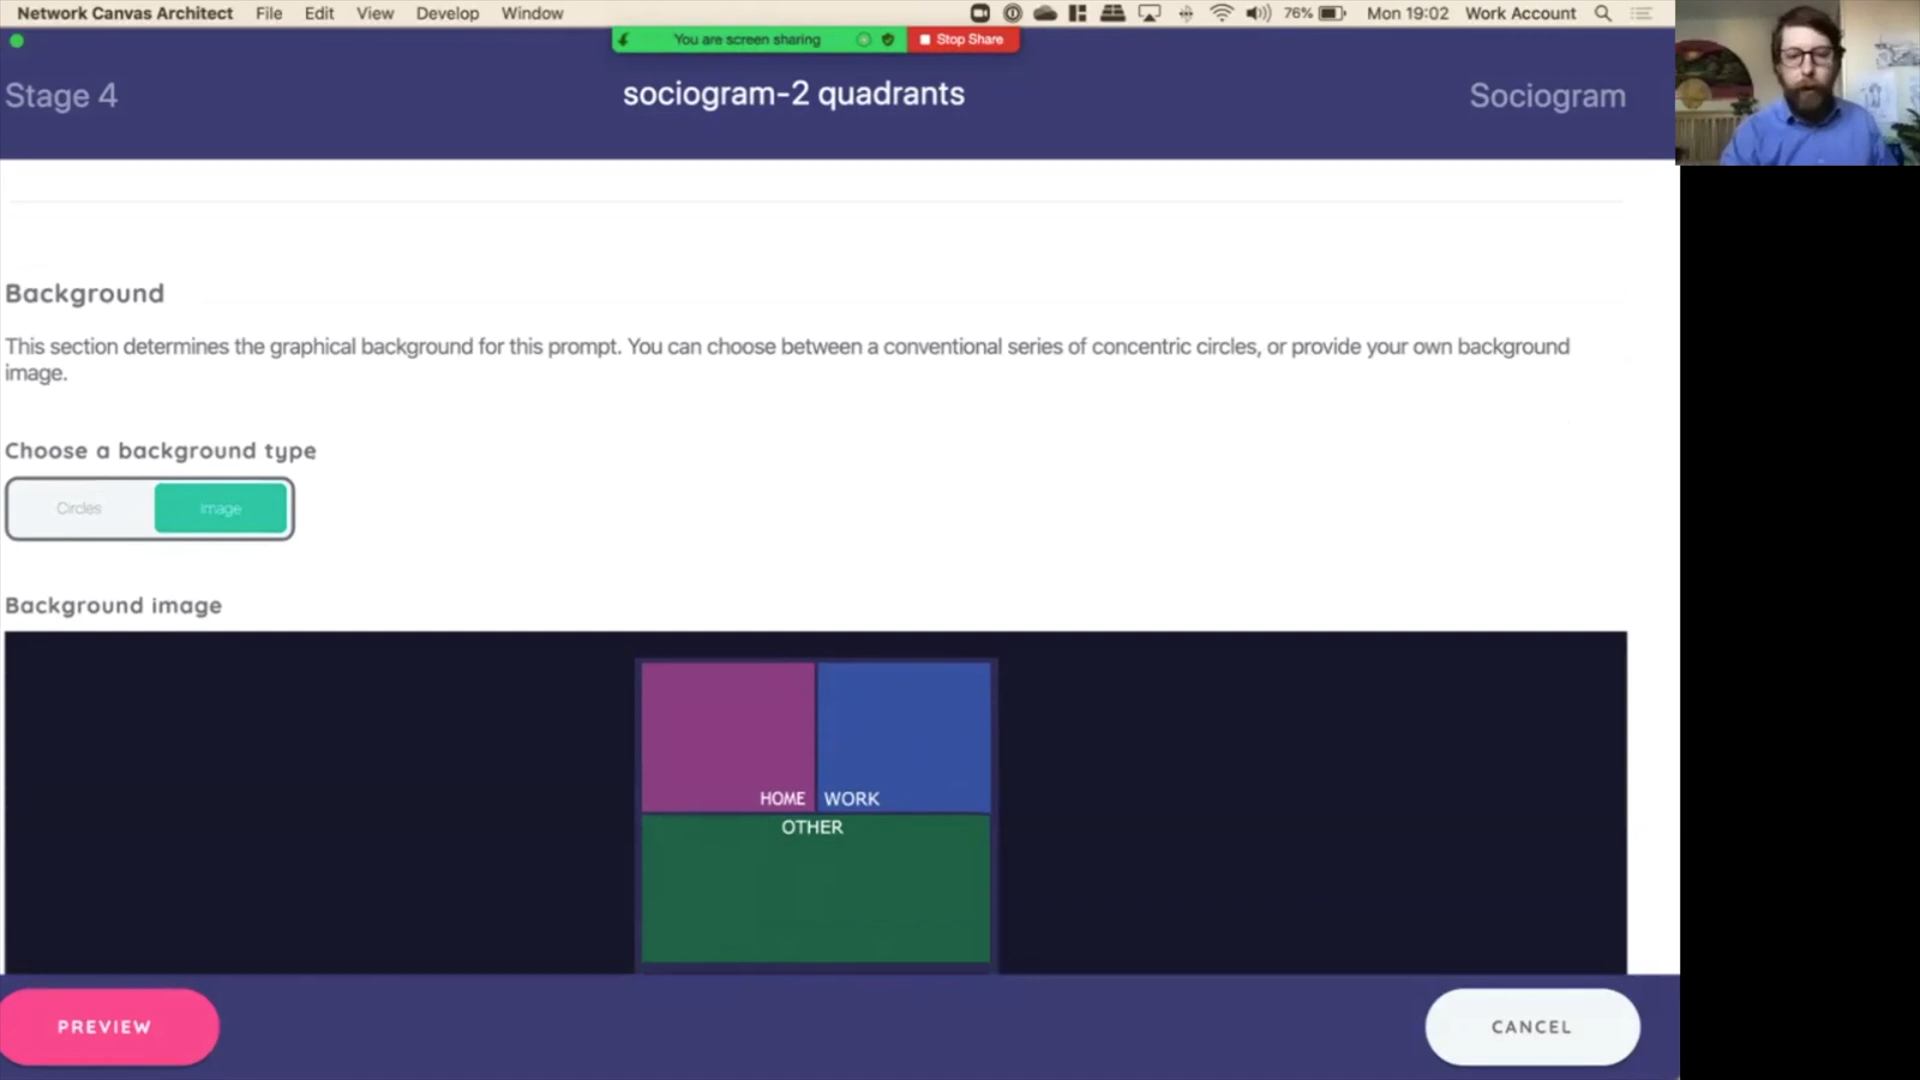 Network Canvas Architect File Edit View Develop Window 76% Mon 19:02 Work Account
You are screen sharing Stop Share
Stage 4 sociogram-2 quadrants Sociogram
Background
This section determines the graphical background for this prompt. You can choose between a conventional series of concentric circles, or provide your own background
image.
Choose a background type
Circles Image
Background image
HOME WORK
OTHER
PREVIEW CANCEL